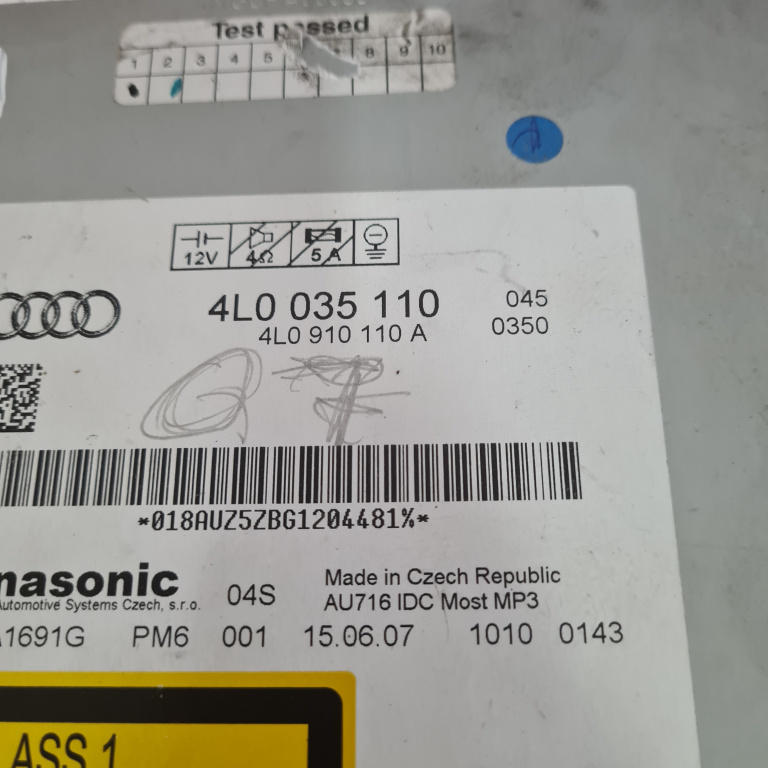 Test passed
1 2 3 4 5 8 9 10
12V 4Ω 5 A
4L0 035 110 045
4L0 910 110 A 0350
*018AUZ5ZBG1204481%*
nasonic 04S Made in Czech Republic
Automotive Systems Czech, s.r.o. AU716 IDC Most MP3
1691G PM6 001 15.06.07 1010 0143
ASS 1